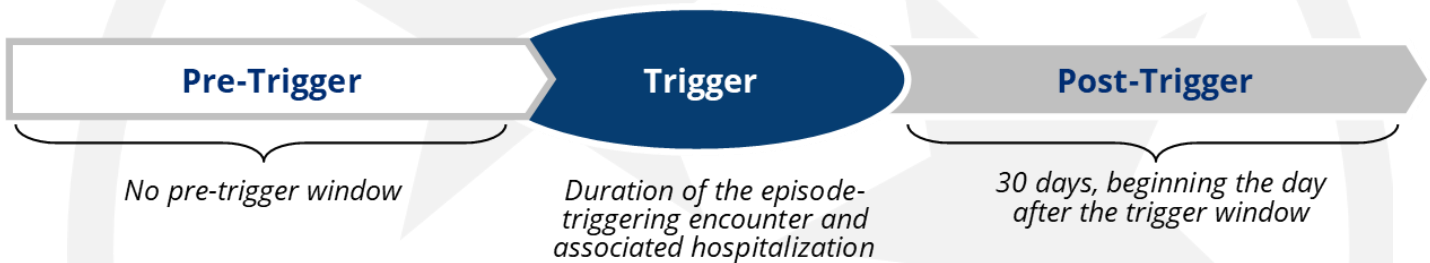 Pre-Trigger
Trigger
Post-Trigger
No pre-trigger window
Duration of the episode-
triggering encounter and
associated hospitalization
30 days, beginning the day
after the trigger window